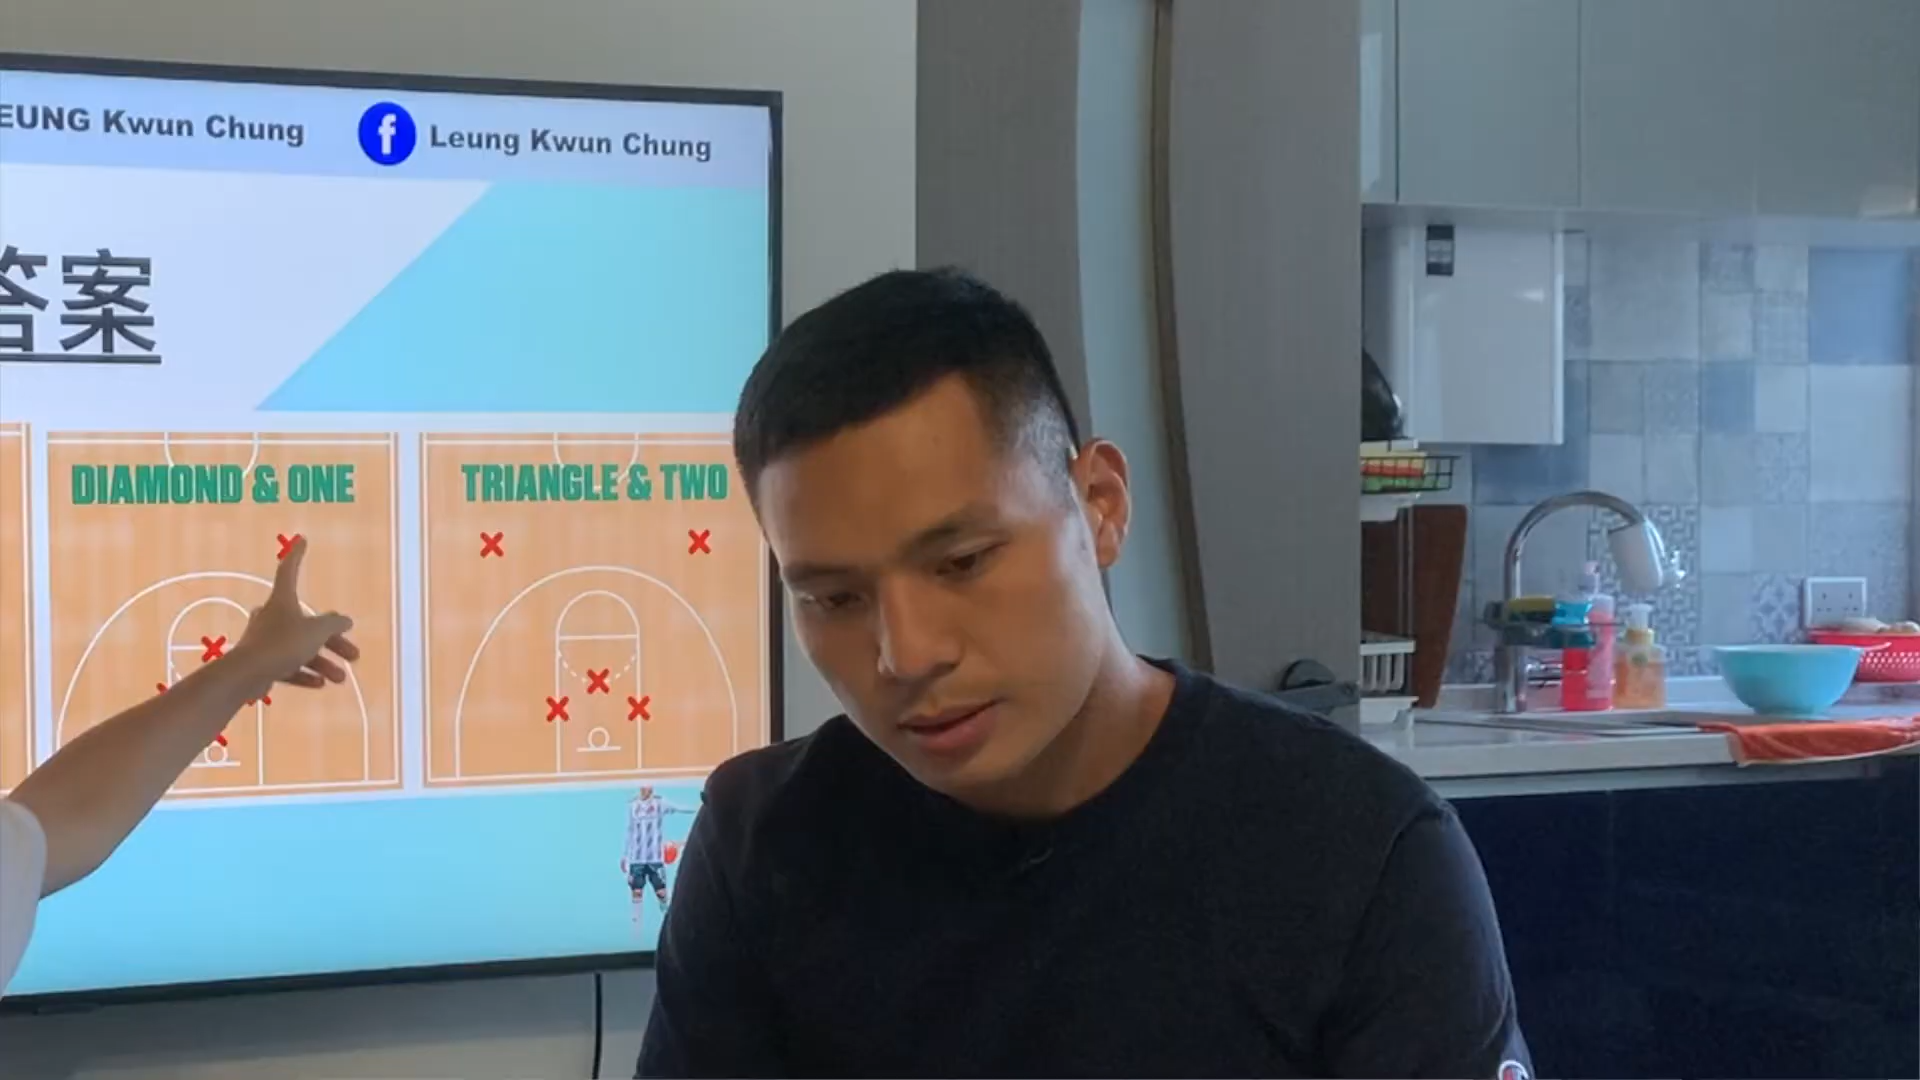 EUNG Kwun Chung
Leung Kwun Chung
答案
DIAMOND & ONE
TRIANGLE & TWO